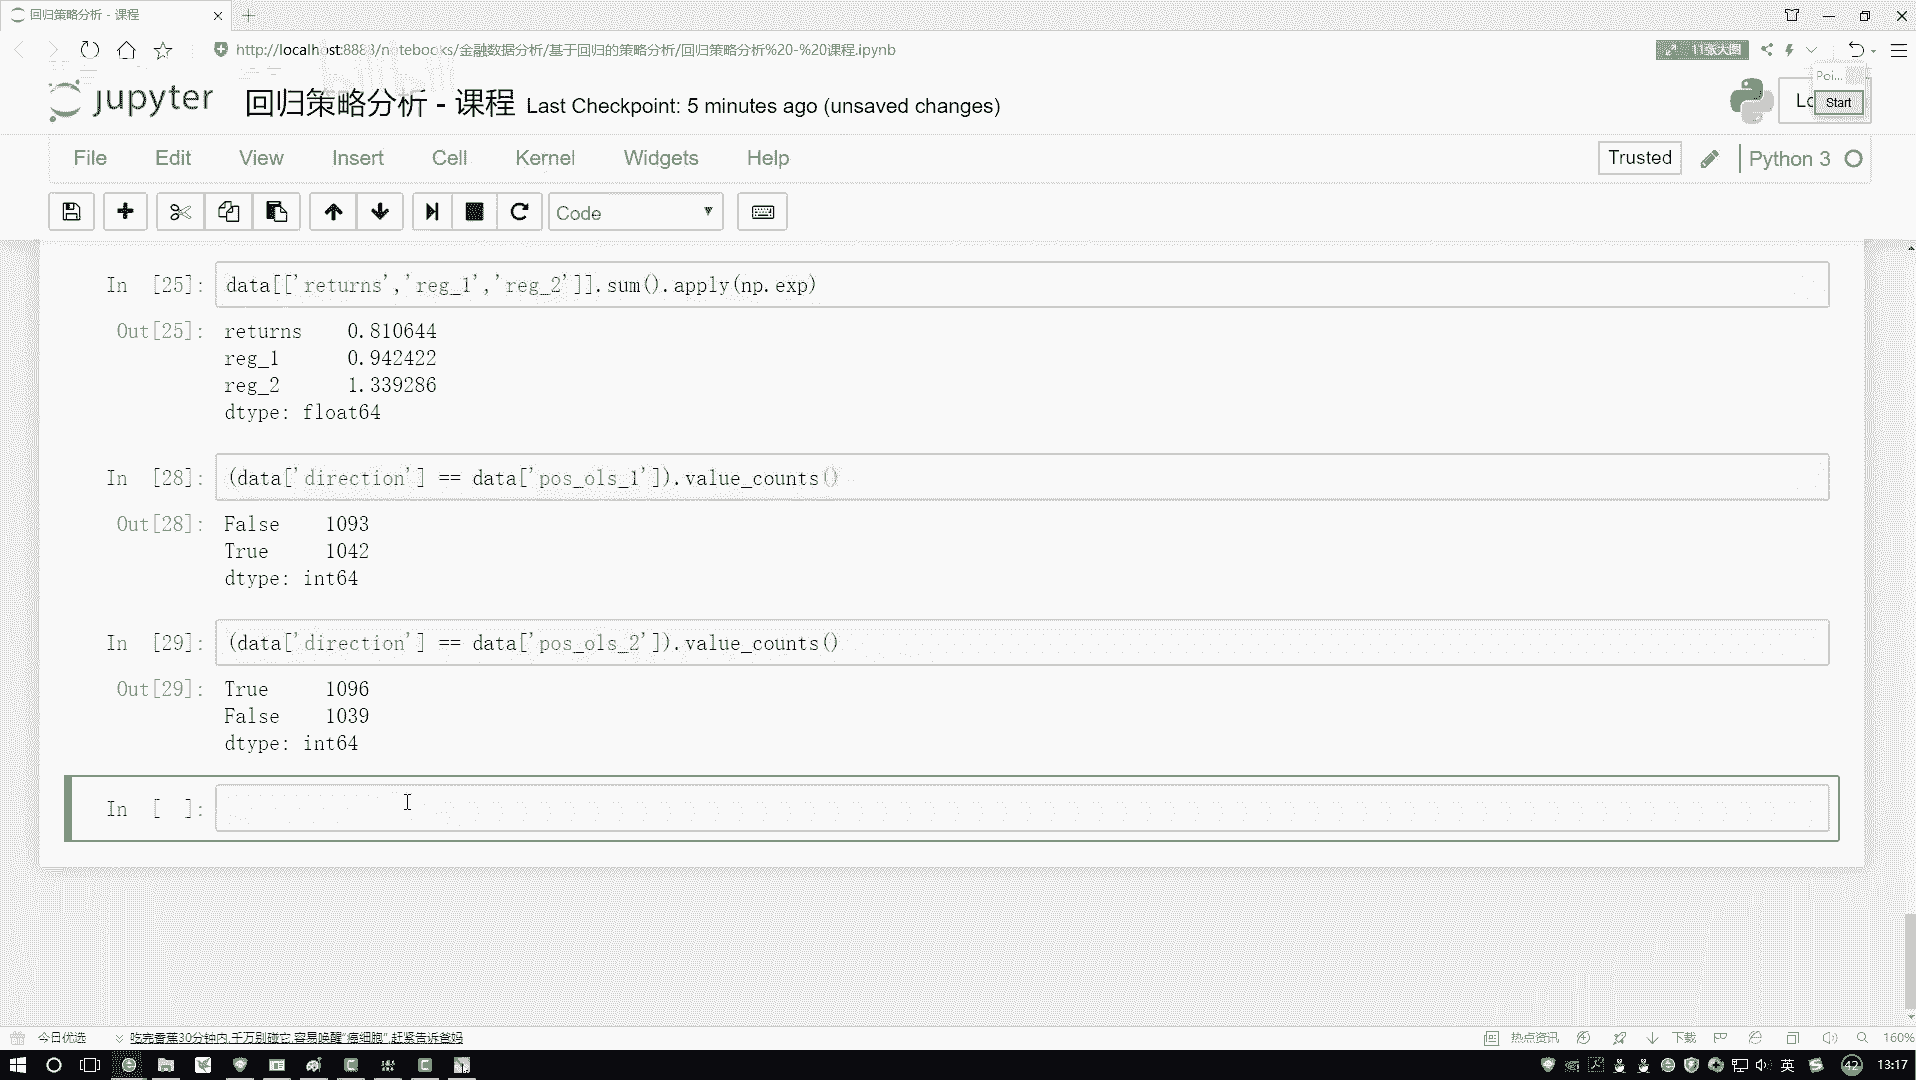 回归策略分析 - 课程
http://localhost:8888/notebooks/金融数据分析/基于回归的策略分析/回归策略分析%20-%20课程.ipynb
11张大图
Poi...
Start
jupyter 回归策略分析 - 课程 Last Checkpoint: 5 minutes ago (unsaved changes)
File Edit View Insert Cell Kernel Widgets Help
Trusted Python 3
Code
In [25]: data[['returns','reg_1','reg_2']].sum().apply(np.exp)
Out[25]: returns 0.810644
reg_1 0.942422
reg_2 1.339286
dtype: float64
In [28]: (data['direction'] == data['pos_ols_1']).value_counts()
Out[28]: False 1093
True 1042
dtype: int64
In [29]: (data['direction'] == data['pos_ols_2']).value_counts()
Out[29]: True 1096
False 1039
dtype: int64
In [ ]:
今日优选 吃完香蕉30分钟内,千万别碰它,容易唤醒“癌细胞”,赶紧告诉爸妈
热点资讯 下载 160%
英 42 13:17